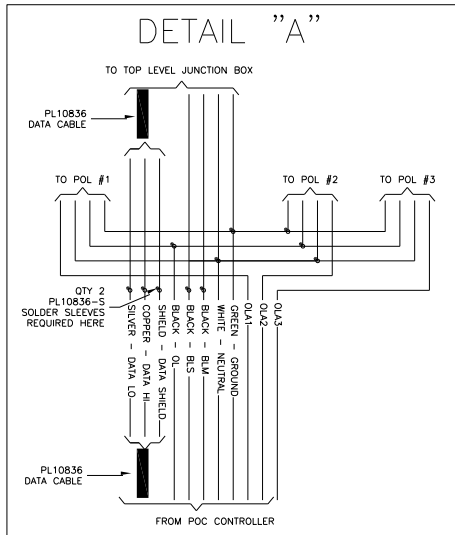 DETAIL "A"
TO TOP LEVEL JUNCTION BOX
PL10836
DATA CABLE
TO POL #1
TO POL #2
TO POL #3
QTY 2
PL10836-S
SOLDER SLEEVES
REQUIRED HERE
SILVER - DATA LO
COPPER - DATA HI
SHIELD - DATA SHIELD
BLACK - OL
BLACK - BLS
BLACK - BLM
WHITE - NEUTRAL
GREEN - GROUND
OLA1
OLA2
OLA3
PL10836
DATA CABLE
FROM POC CONTROLLER